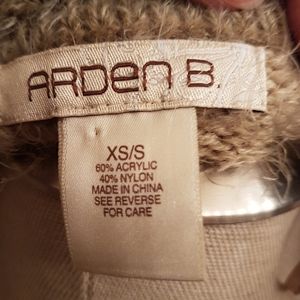 ARDEN B.
XS/S
60% ACRYLIC
40% NYLON
MADE IN CHINA
SEE REVERSE
FOR CARE